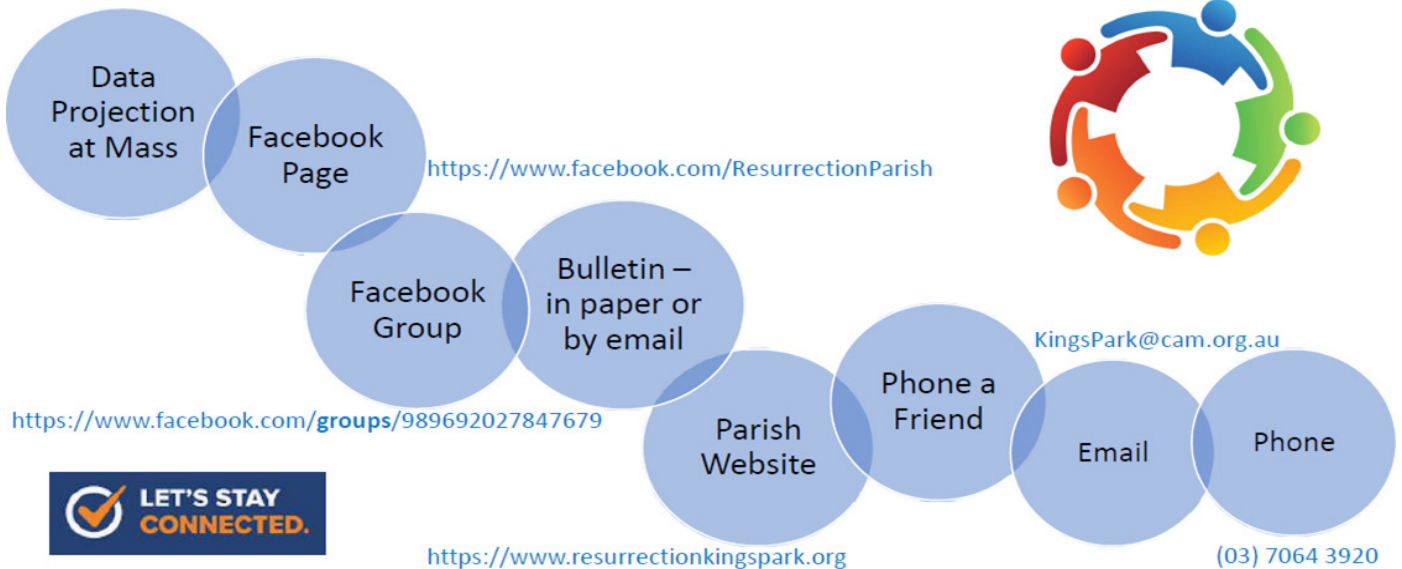 Data
Projection
at Mass
Facebook
Page
https://www.facebook.com/ResurrectionParish
Facebook
Group
Bulletin –
in paper or
by email
https://www.facebook.com/groups/989692027847679
Parish
Website
https://www.resurrectionkingspark.org
Phone a
Friend
KingsPark@cam.org.au
Email
Phone
(03) 7064 3920
LET'S STAY
CONNECTED.